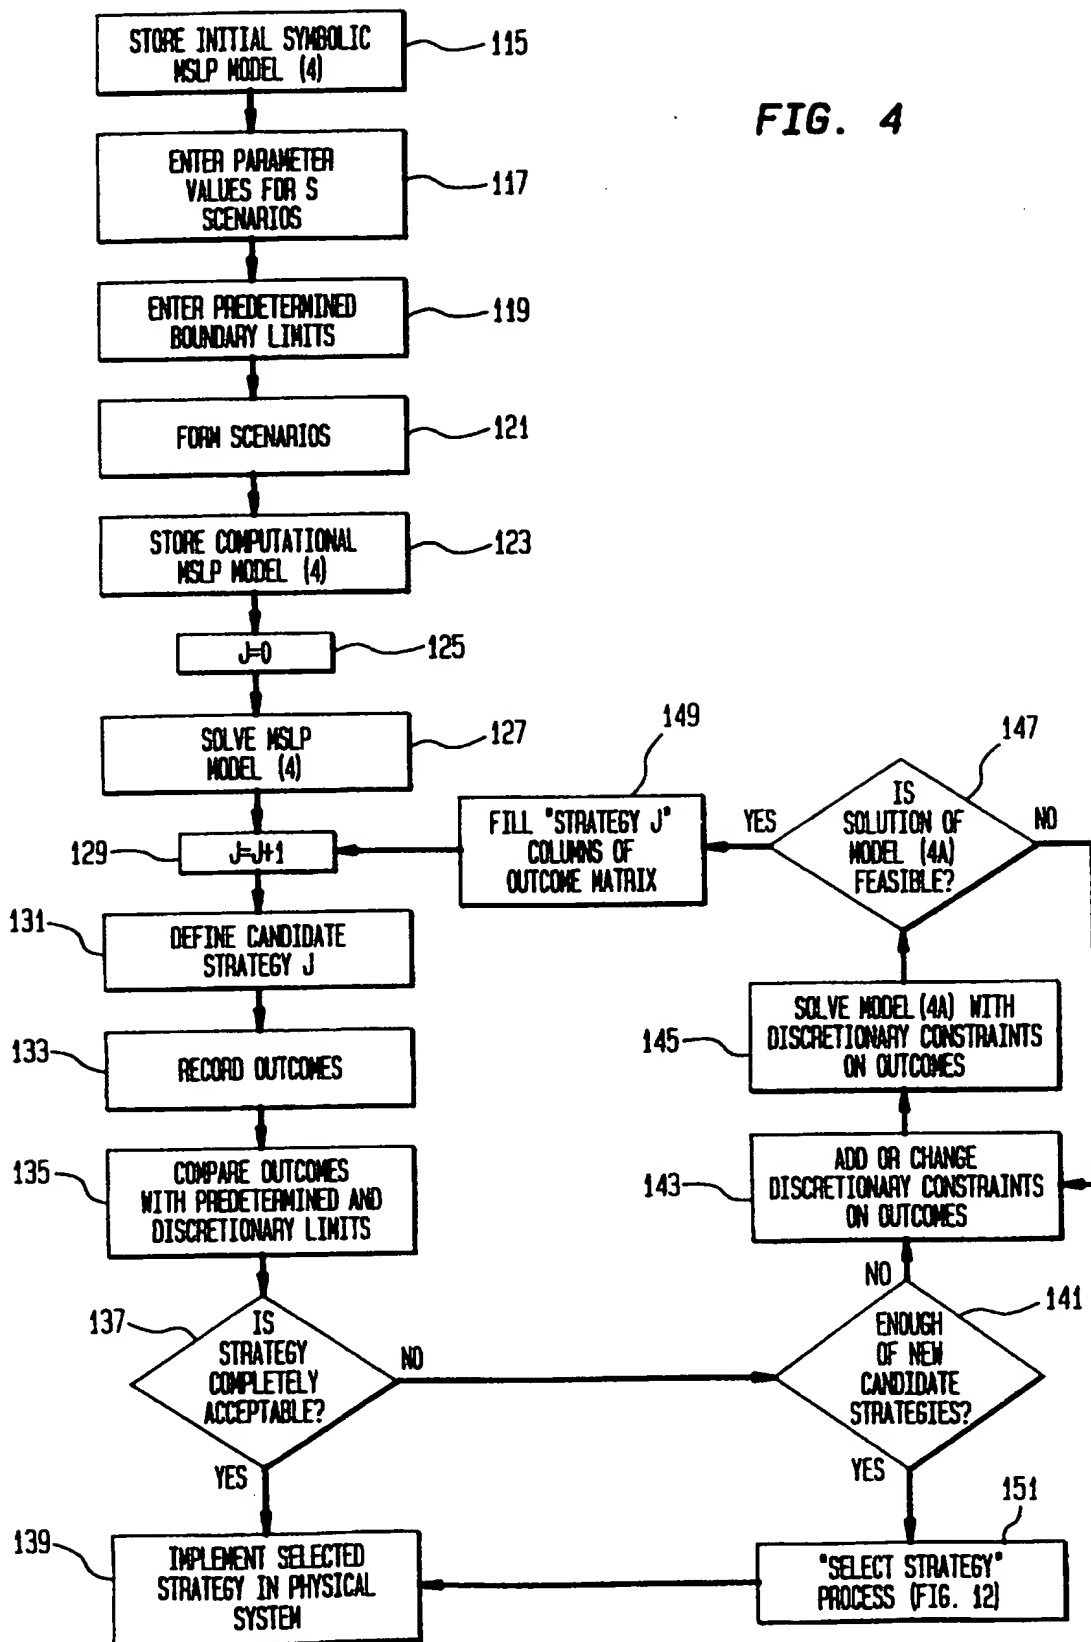 STORE INITIAL SYMBOLIC
MSLP MODEL (4)
115
FIG. 4
ENTER PARAMETER
VALUES FOR S
SCENARIOS
117
ENTER PREDETERMINED
BOUNDARY LIMITS
119
FORM SCENARIOS
121
STORE COMPUTATIONAL
MSLP MODEL (4)
123
J=0
125
SOLVE MSLP
MODEL (4)
127
129
J=J+1
131
DEFINE CANDIDATE
STRATEGY J
133
RECORD OUTCOMES
135
COMPARE OUTCOMES
WITH PREDETERMINED AND
DISCRETIONARY LIMITS
137
IS
STRATEGY
COMPLETELY
ACCEPTABLE?
NO
YES
139
IMPLEMENT SELECTED
STRATEGY IN PHYSICAL
SYSTEM
149
FILL "STRATEGY J"
COLUMNS OF
OUTCOME MATRIX
YES
147
IS
SOLUTION OF
MODEL (4A)
FEASIBLE?
NO
145
SOLVE MODEL (4A) WITH
DISCRETIONARY CONSTRAINTS
ON OUTCOMES
143
ADD OR CHANGE
DISCRETIONARY CONSTRAINTS
ON OUTCOMES
NO
141
ENOUGH
OF NEW
CANDIDATE
STRATEGIES?
YES
151
"SELECT STRATEGY"
PROCESS (FIG. 12)